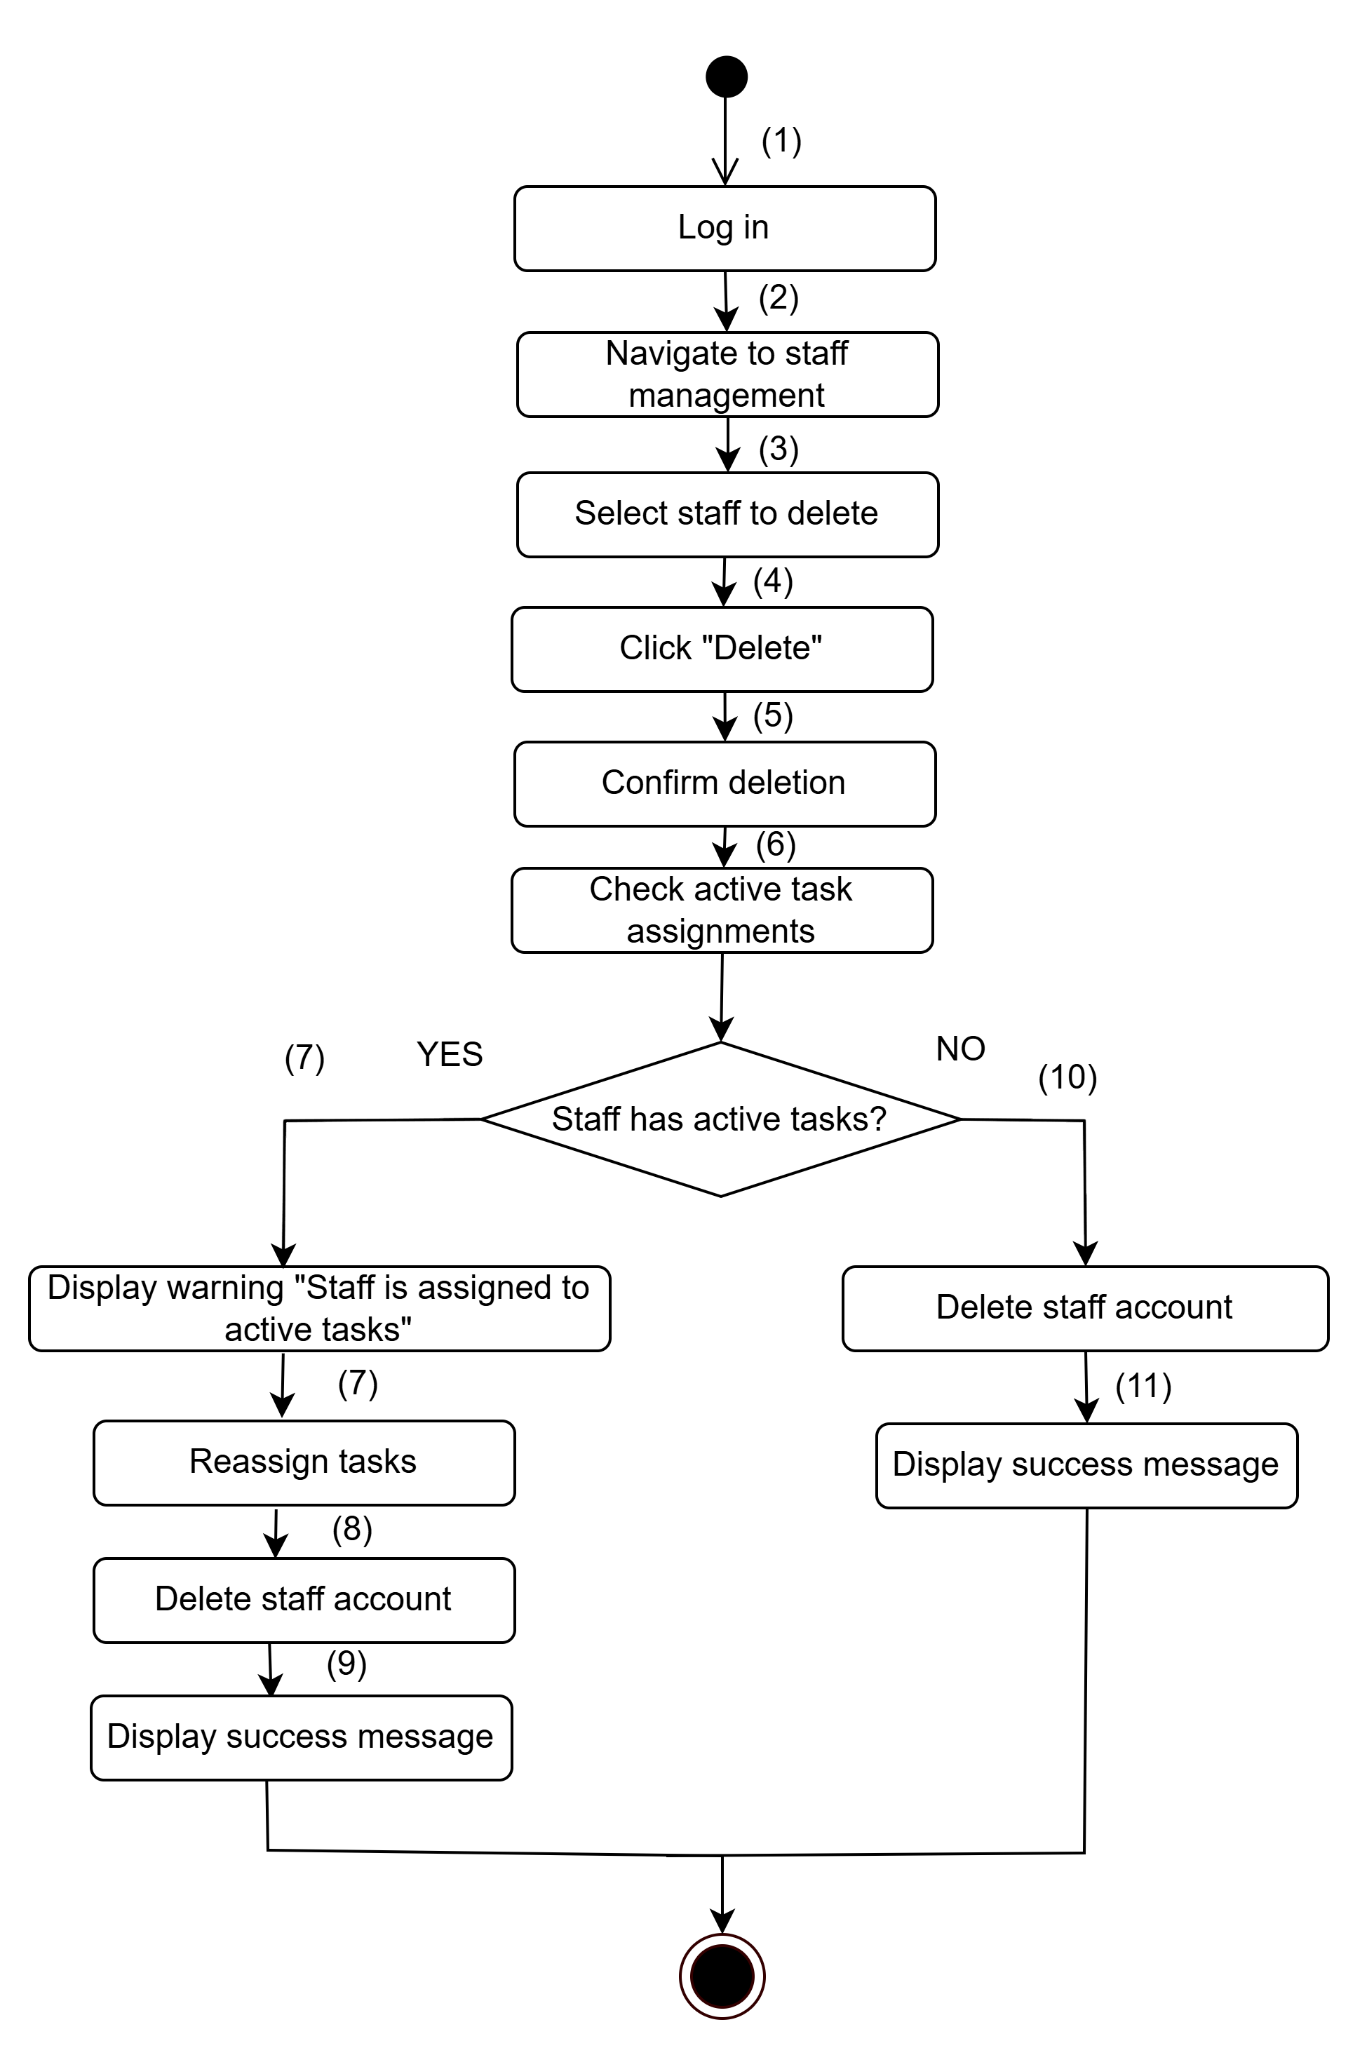 (1)
Log in
(2)
Navigate to staff
management
(3)
Select staff to delete
(4)
Click "Delete"
(5)
Confirm deletion
(6)
Check active task
assignments
(7)
YES
NO
(10)
Staff has active tasks?
Display warning "Staff is assigned to
active tasks"
(7)
Reassign tasks
(8)
Delete staff account
(9)
Display success message
Delete staff account
(11)
Display success message